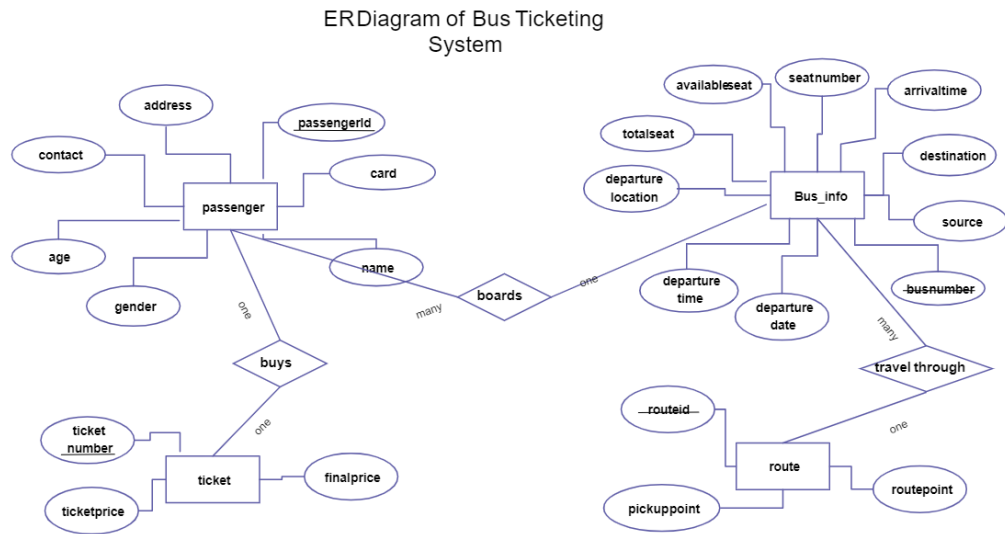 ERDiagram of Bus Ticketing
System
address
passengerId
contact
card
passenger
age
name
gender
one
many
boards
one
buys
one
ticket
number
ticket
finalprice
ticketprice
availableseat
seatnumber
arrivaltime
totalseat
destination
departure
location
Bus_info
source
departure
time
departure
date
busnumber
many
travel through
one
routeid
route
routepoint
pickuppoint